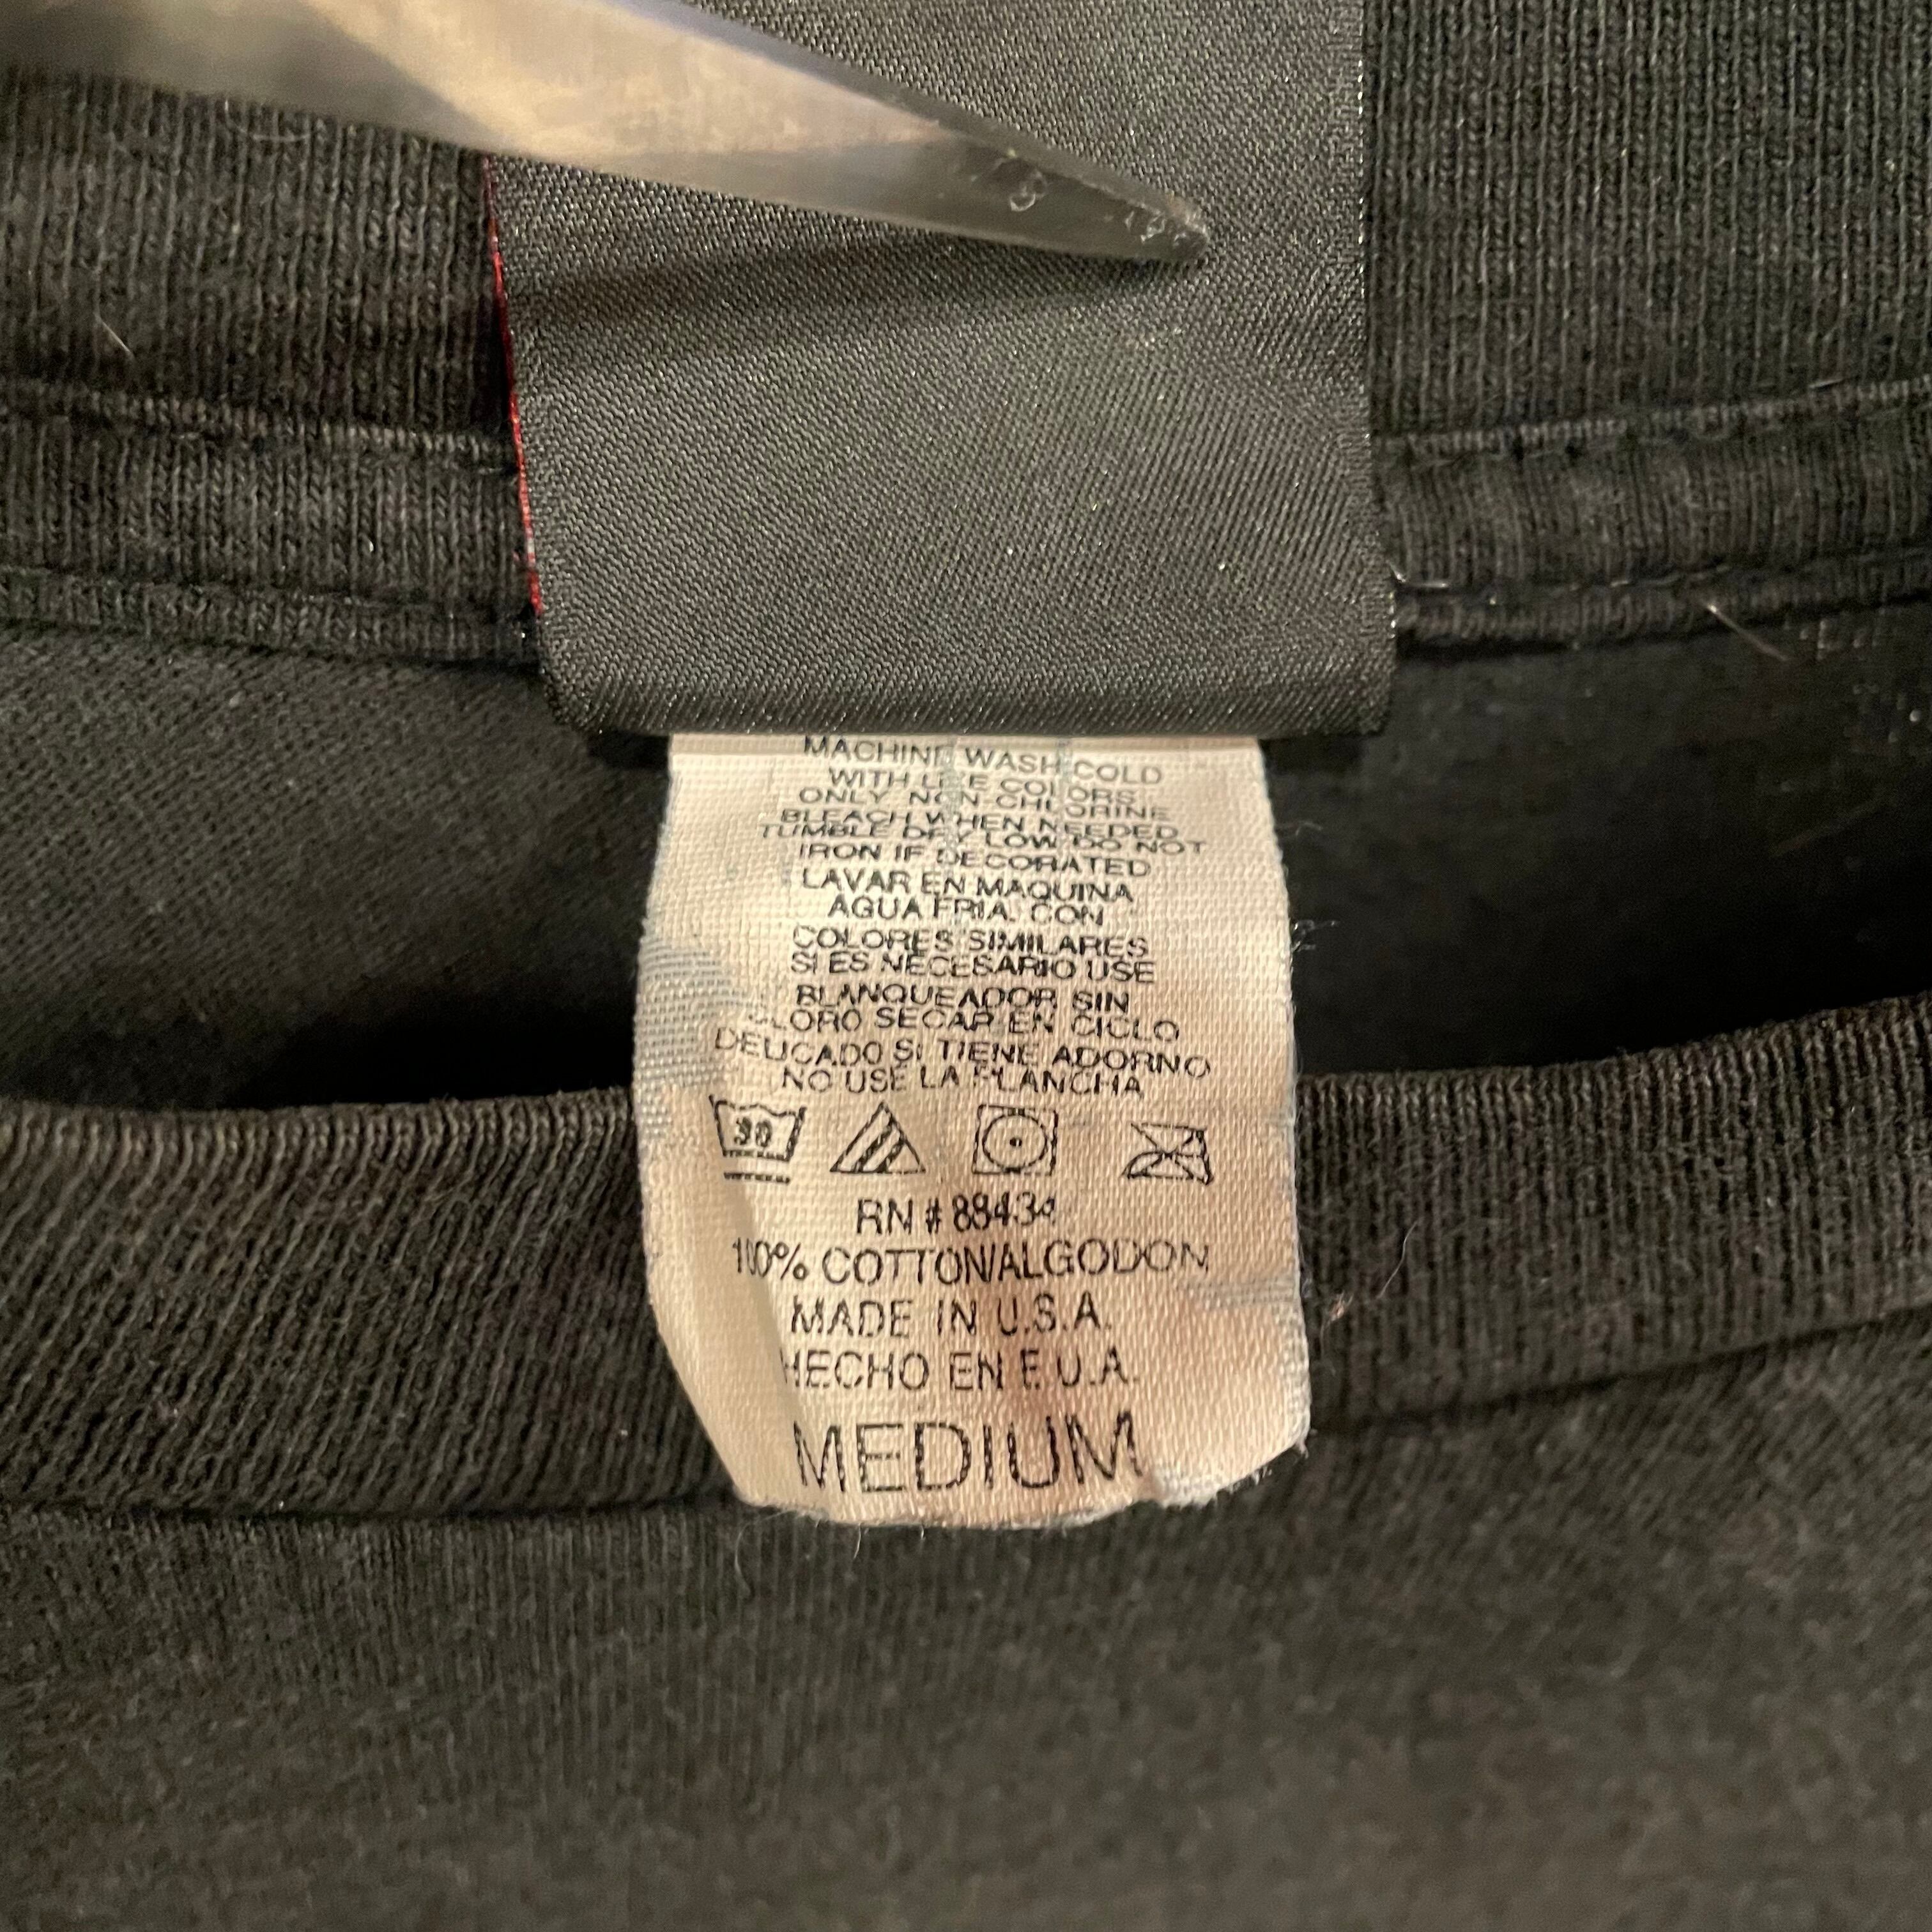 MACHINE WASH COLD
WITH LIKE COLORS
ONLY NON-CHLORINE
BLEACH WHEN NEEDED
TUMBLE DRY LOW DO NOT
IRON IF DECORATED
LAVAR EN MAQUINA
AGUA FRIA. CON
COLORES SIMILARES
SI ES NECESARIO USE
BLANQUEADOR SIN
CLORO SECAR EN CICLO
DELICADO SI TIENE ADORNO
NO USE LA PLANCHA
30
RN # 88434
100% COTTON/ALGODON
MADE IN U.S.A.
HECHO EN E.U.A.
MEDIUM